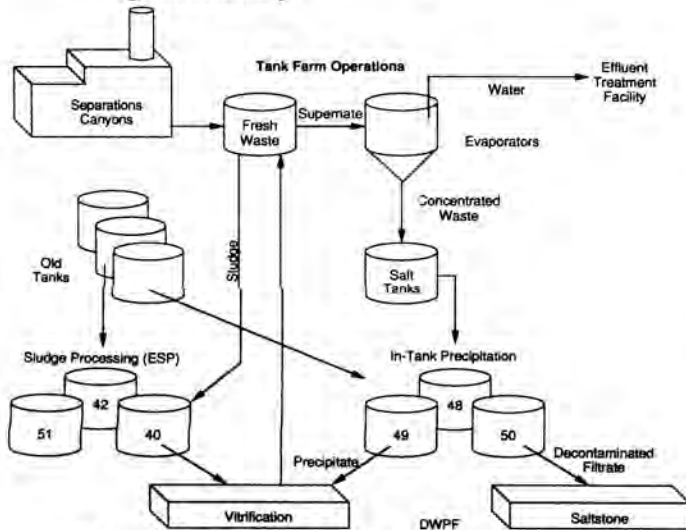 Tank Farm Operations
Separations
Canyons
Fresh
Waste
Supernate
Water
Effluent
Treatment
Facility
Evaporators
Concentrated
Waste
Old
Tanks
Sludge
Salt
Tanks
Sludge Processing (ESP)
In-Tank Precipitation
51
42
40
49
48
50
Precipitate
Decontaminated
Filtrate
Vitrification
DWPF
Saltstone